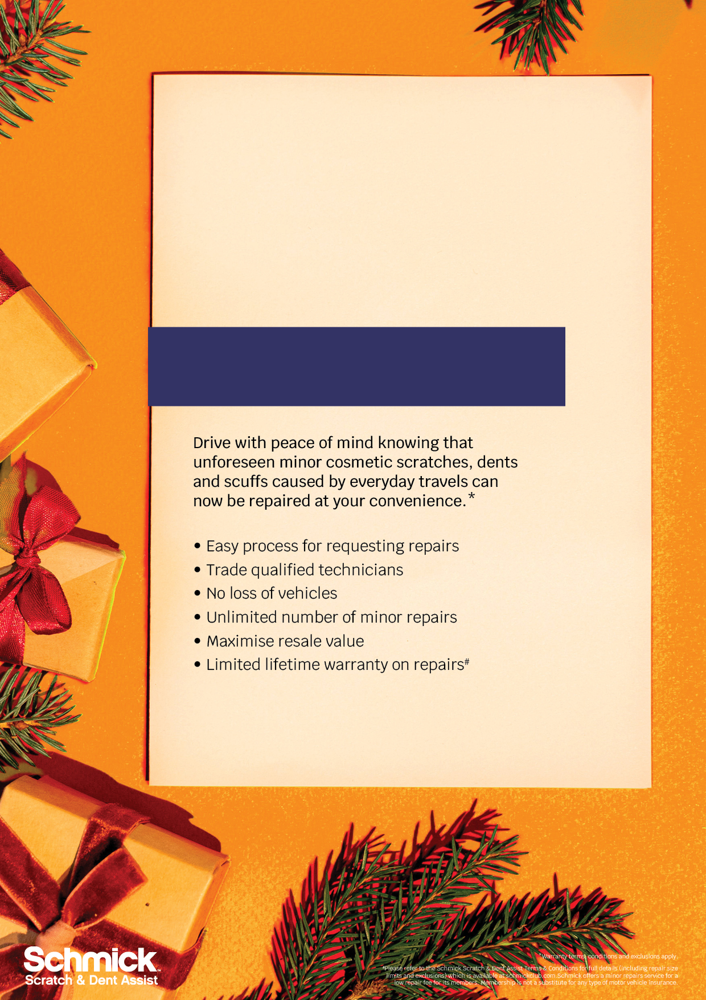 Drive with peace of mind knowing that
unforeseen minor cosmetic scratches, dents
and scuffs caused by everyday travels can
now be repaired at your convenience.*
• Easy process for requesting repairs
• Trade qualified technicians
• No loss of vehicles
• Unlimited number of minor repairs
• Maximise resale value
• Limited lifetime warranty on repairs#
Schmick™
Scratch & Dent Assist
*Warranty terms, conditions and exclusions apply.
#Please refer to the Schmick Scratch & Dent Assist Terms & Conditions for full details (including repair size
limits and exclusions) which is available at schmickclub.com.Schmick offers a minor repairs service for a
low repair fee for its members. Membership is not a substitute for any type of motor vehicle insurance.